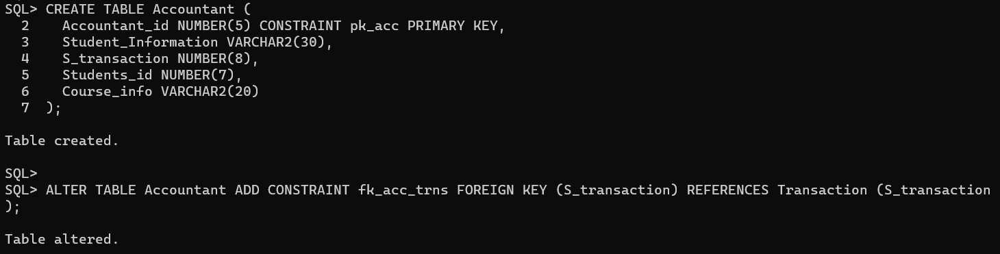 SQL> CREATE TABLE Accountant (
  2    Accountant_id NUMBER(5) CONSTRAINT pk_acc PRIMARY KEY,
  3    Student_Information VARCHAR2(30),
  4    S_transaction NUMBER(8),
  5    Students_id NUMBER(7),
  6    Course_info VARCHAR2(20)
  7  );
Table created.
SQL>
SQL> ALTER TABLE Accountant ADD CONSTRAINT fk_acc_trns FOREIGN KEY (S_transaction) REFERENCES Transaction (S_transaction
);
Table altered.